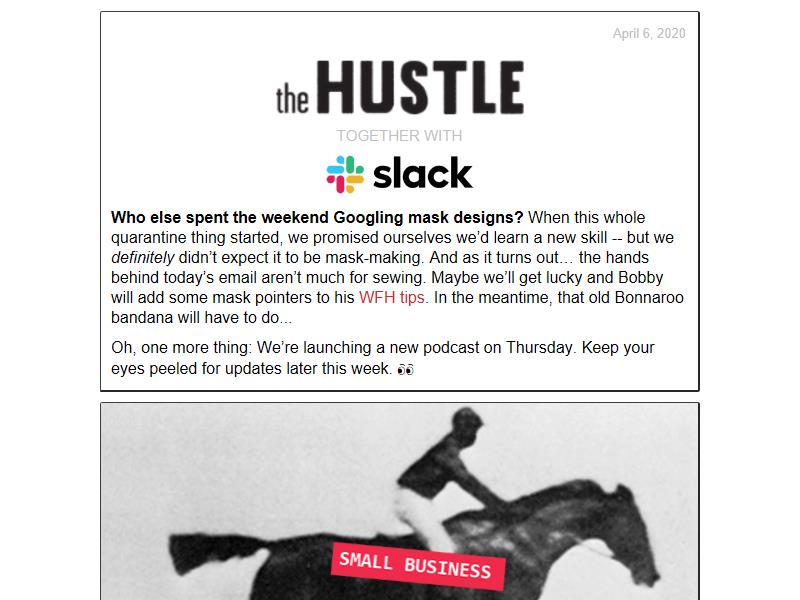 April 6, 2020
the HUSTLE
TOGETHER WITH
slack
Who else spent the weekend Googling mask designs? When this whole
quarantine thing started, we promised ourselves we'd learn a new skill -- but we
definitely didn't expect it to be mask-making. And as it turns out… the hands
behind today's email aren't much for sewing. Maybe we'll get lucky and Bobby
will add some mask pointers to his WFH tips. In the meantime, that old Bonnaroo
bandana will have to do...
Oh, one more thing: We're launching a new podcast on Thursday. Keep your
eyes peeled for updates later this week. 👀
SMALL BUSINESS